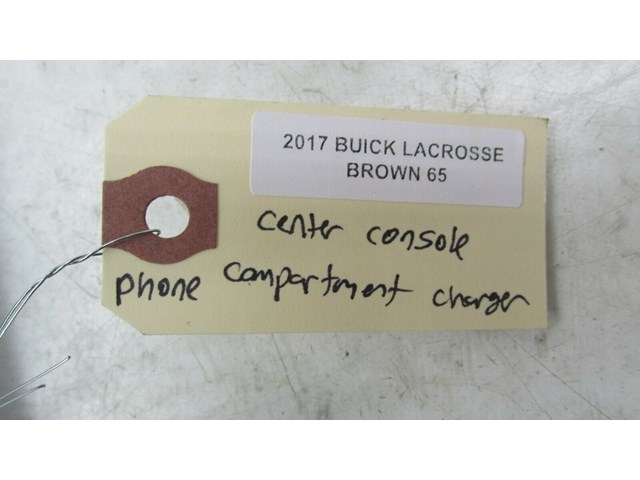 2017 BUICK LACROSSE
BROWN 65
center console
phone compartment charger